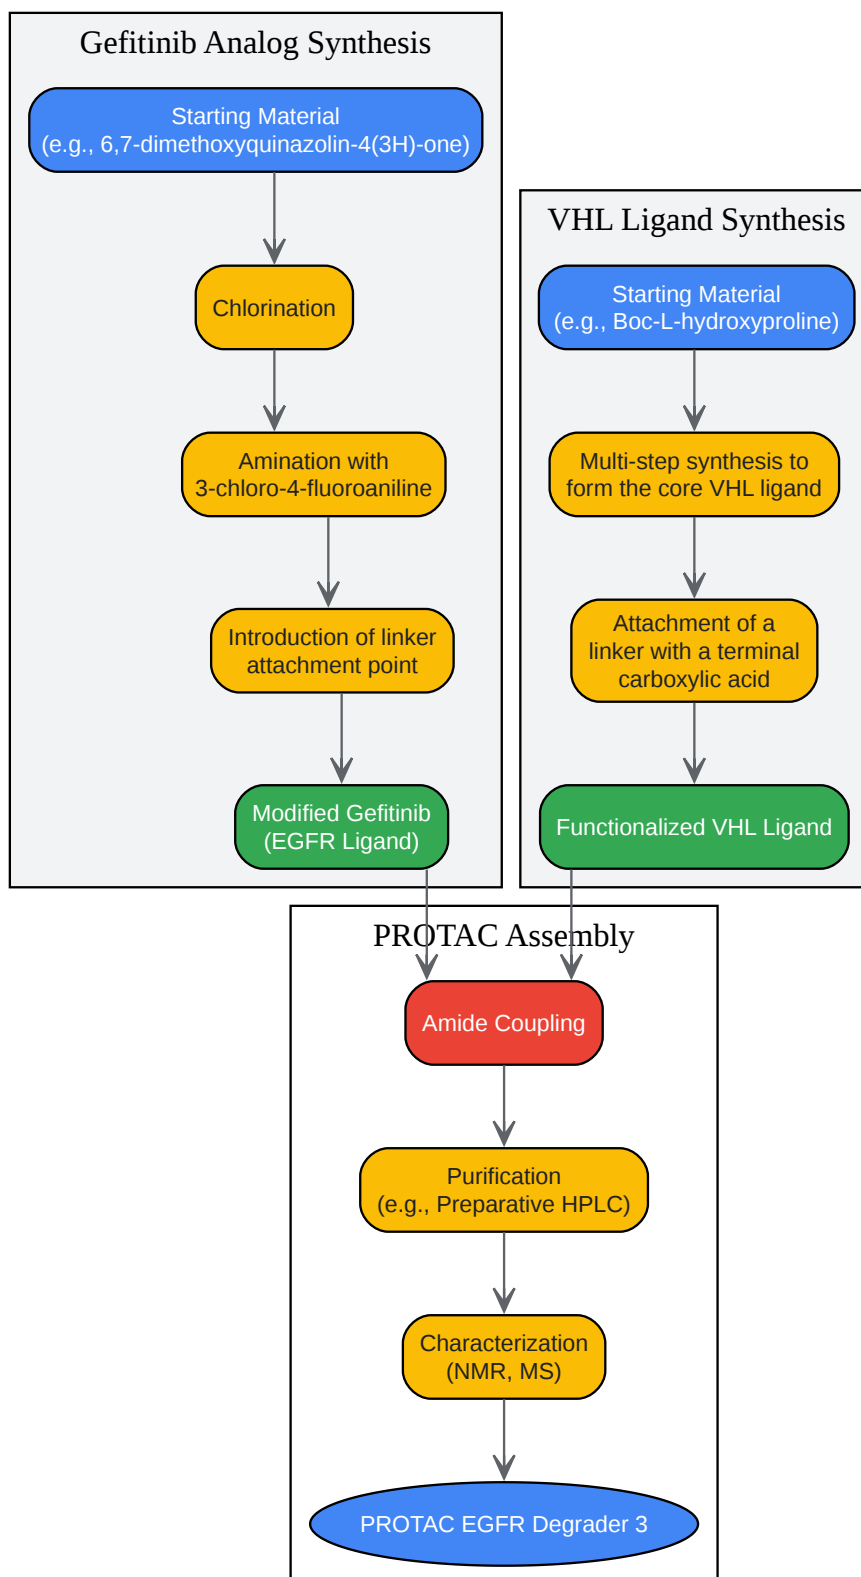 Gefitinib Analog Synthesis
Starting Material
(e.g., 6,7-dimethoxyquinazolin-4(3H)-one)
Chlorination
Amination with
3-chloro-4-fluoroaniline
Introduction of linker
attachment point
Modified Gefitinib
(EGFR Ligand)
VHL Ligand Synthesis
Starting Material
(e.g., Boc-L-hydroxyproline)
Multi-step synthesis to
form the core VHL ligand
Attachment of a
linker with a terminal
carboxylic acid
Functionalized VHL Ligand
PROTAC Assembly
Amide Coupling
Purification
(e.g., Preparative HPLC)
Characterization
(NMR, MS)
PROTAC EGFR Degrader 3